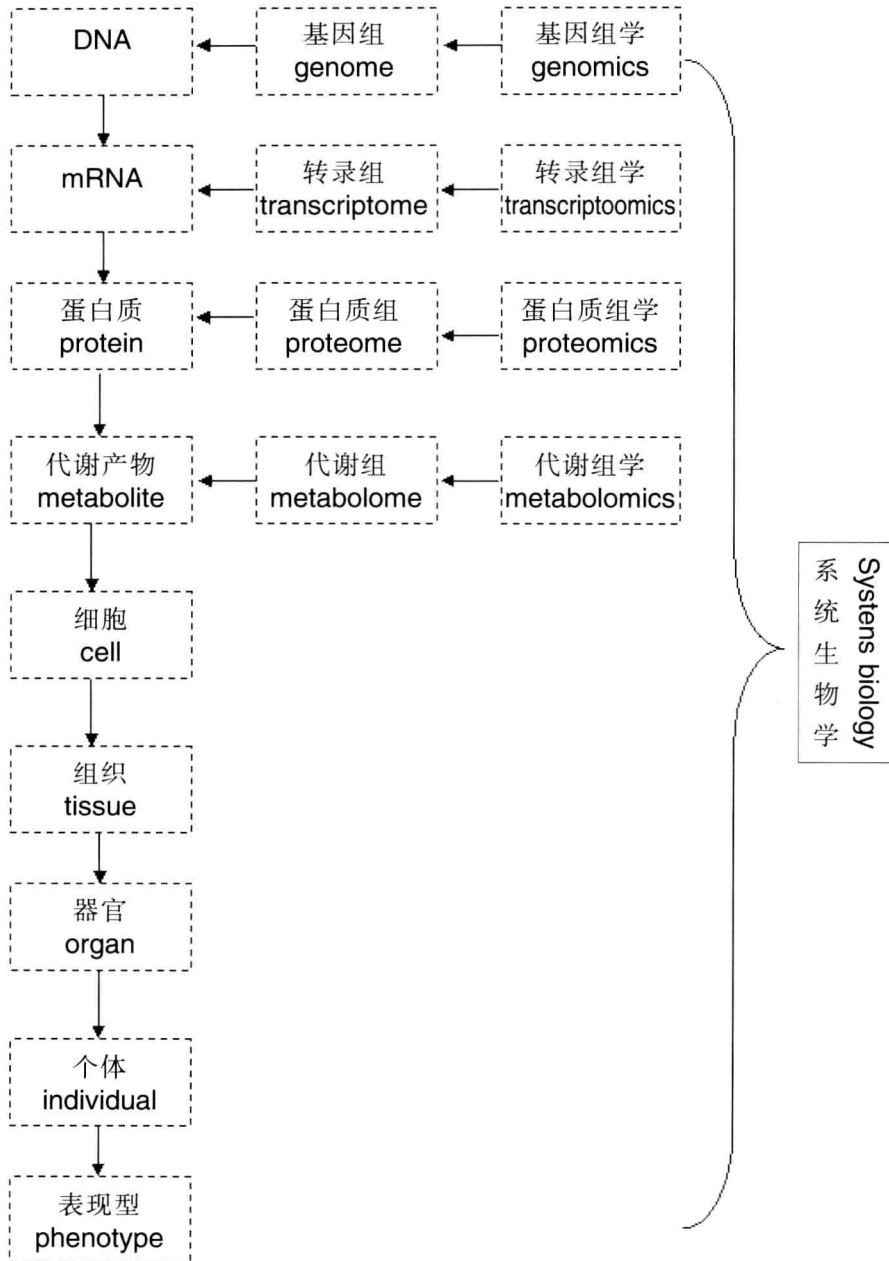 DNA
基因组
genome
基因组学
genomics
mRNA
转录组
transcriptome
转录组学
transcriptoomics
蛋白质
protein
蛋白质组
proteome
蛋白质组学
proteomics
代谢产物
metabolite
代谢组
metabolome
代谢组学
metabolomics
细胞
cell
组织
tissue
器官
organ
个体
individual
表现型
phenotype
系统生物学
Systens biology